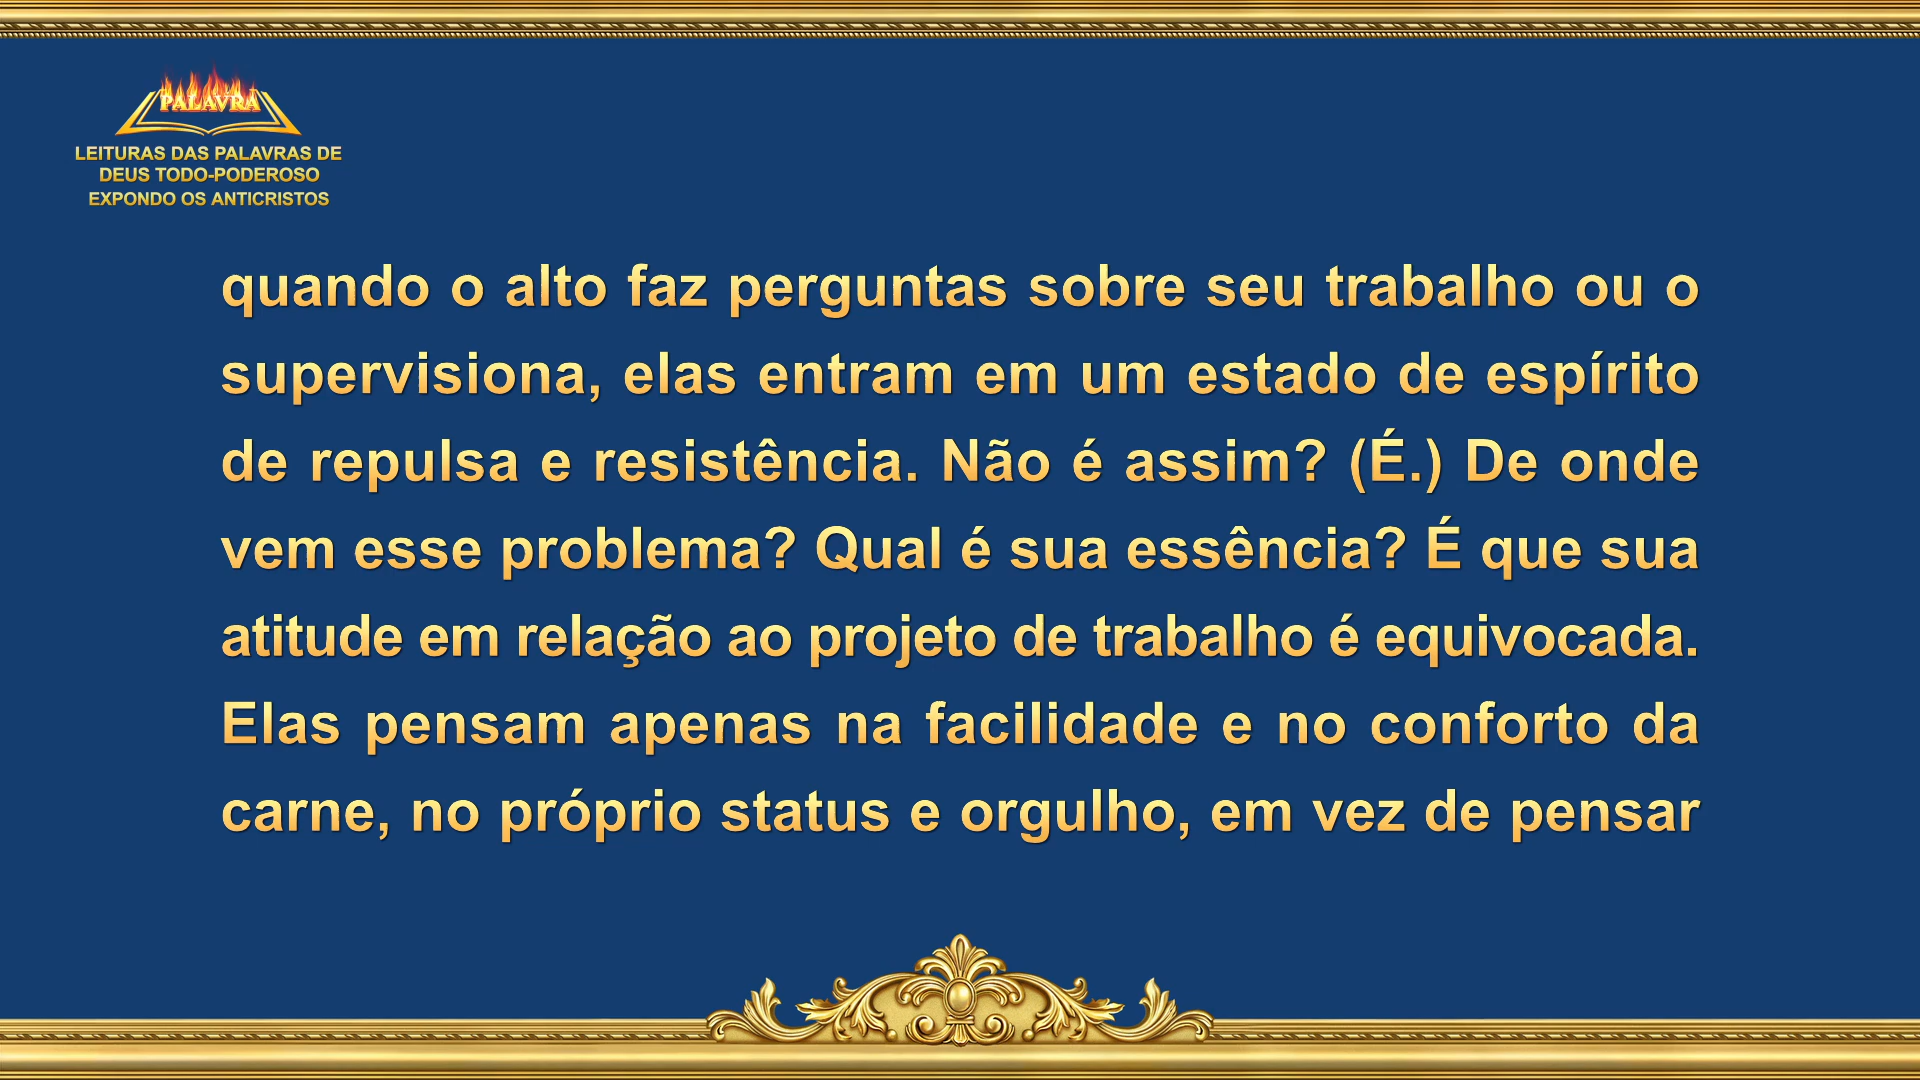 PALAVRA
LEITURAS DAS PALAVRAS DE
DEUS TODO-PODEROSO
EXPONDO OS ANTICRISTOS
quando o alto faz perguntas sobre seu trabalho ou o
supervisiona, elas entram em um estado de espírito
de repulsa e resistência. Não é assim? (É.) De onde
vem esse problema? Qual é sua essência? É que sua
atitude em relação ao projeto de trabalho é equivocada.
Elas pensam apenas na facilidade e no conforto da
carne, no próprio status e orgulho, em vez de pensar